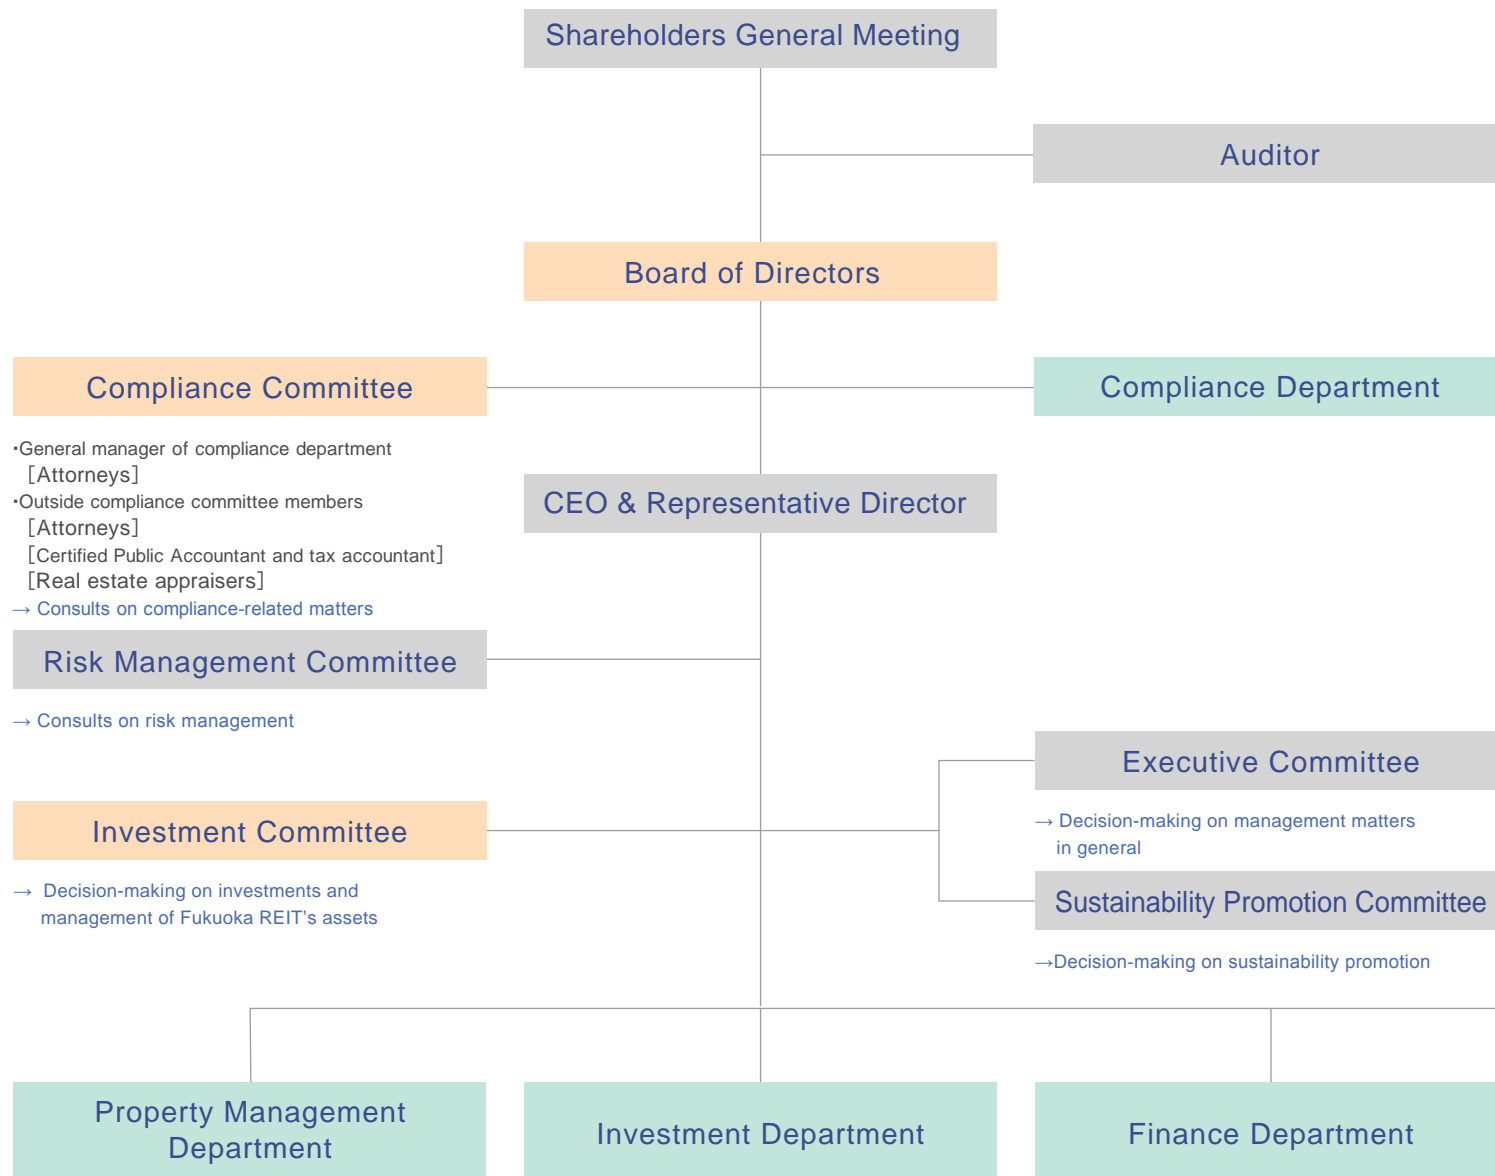 Shareholders General Meeting
Auditor
Board of Directors
Compliance Committee
Compliance Department
・General manager of compliance department
[Attorneys]
・Outside compliance committee members
[Attorneys]
[Certified Public Accountant and tax accountant]
[Real estate appraisers]
→ Consults on compliance-related matters
CEO & Representative Director
Risk Management Committee
→ Consults on risk management
Executive Committee
→ Decision-making on management matters
in general
Investment Committee
→ Decision-making on investments and
management of Fukuoka REIT's assets
Sustainability Promotion Committee
→Decision-making on sustainability promotion
Property Management
Department
Investment Department
Finance Department